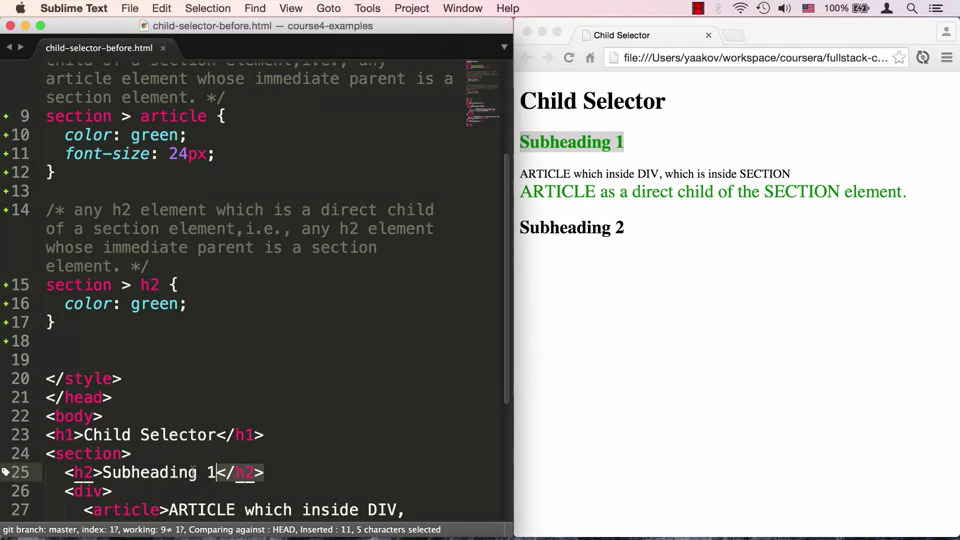 Sublime Text File Edit Selection Find View Goto Tools Project Window Help 100%
child-selector-before.html — course4-examples
child-selector-before.html
child of a section element,i.e., any
article element whose immediate parent is a
section element. */
9 section > article {
10 color: green;
11 font-size: 24px;
12 }
13
14 /* any h2 element which is a direct child
of a section element,i.e., any h2 element
whose immediate parent is a section
element. */
15 section > h2 {
16 color: green;
17 }
18
19
20 </style>
21 </head>
22 <body>
23 <h1>Child Selector</h1>
24 <section>
25 <h2>Subheading 1</h2>
26 <div>
27 <article>ARTICLE which inside DIV,
git branch: master, index: 1?, working: 9≠ 1?, Comparing against: HEAD, Inserted : 11, 5 characters selected
Child Selector
file:///Users/yaakov/workspace/coursera/fullstack-c...
Child Selector
Subheading 1
ARTICLE which inside DIV, which is inside SECTION
ARTICLE as a direct child of the SECTION element.
Subheading 2